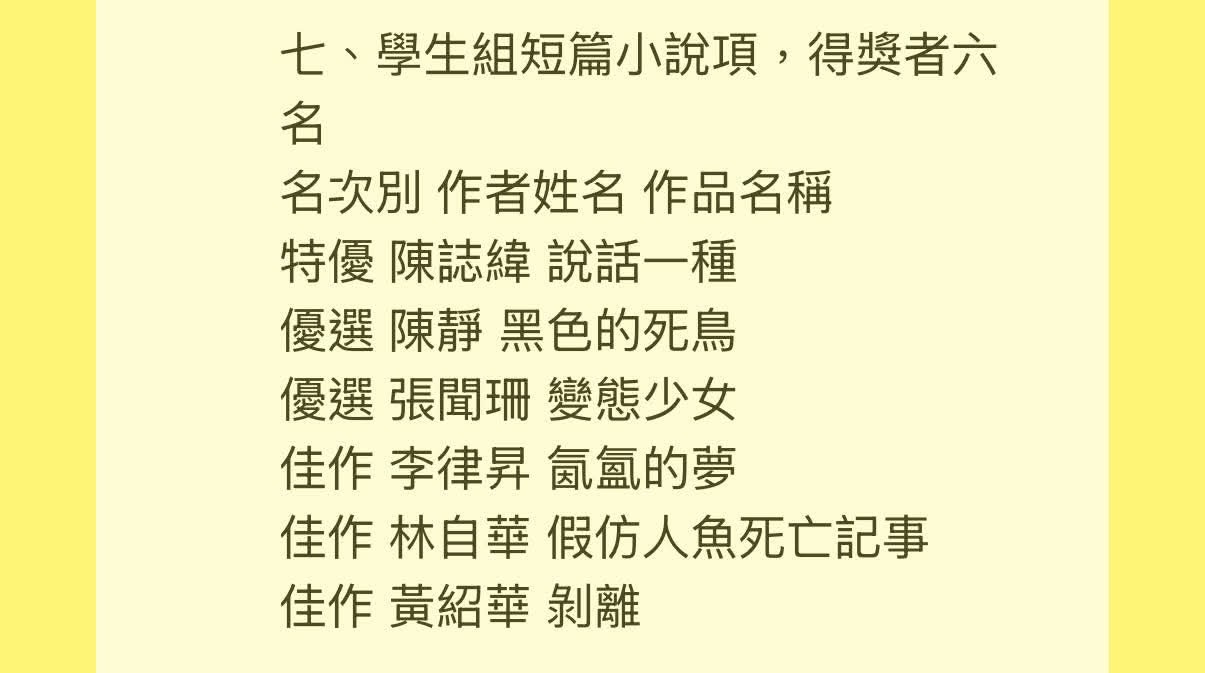 七、學生組短篇小說項，得獎者六
名
名次別 作者姓名 作品名稱
特優 陳誌緯 說話一種
優選 陳靜 黑色的死鳥
優選 張聞珊 變態少女
佳作 李律昇 氤氳的夢
佳作 林自華 假仿人魚死亡記事
佳作 黃紹華 剝離